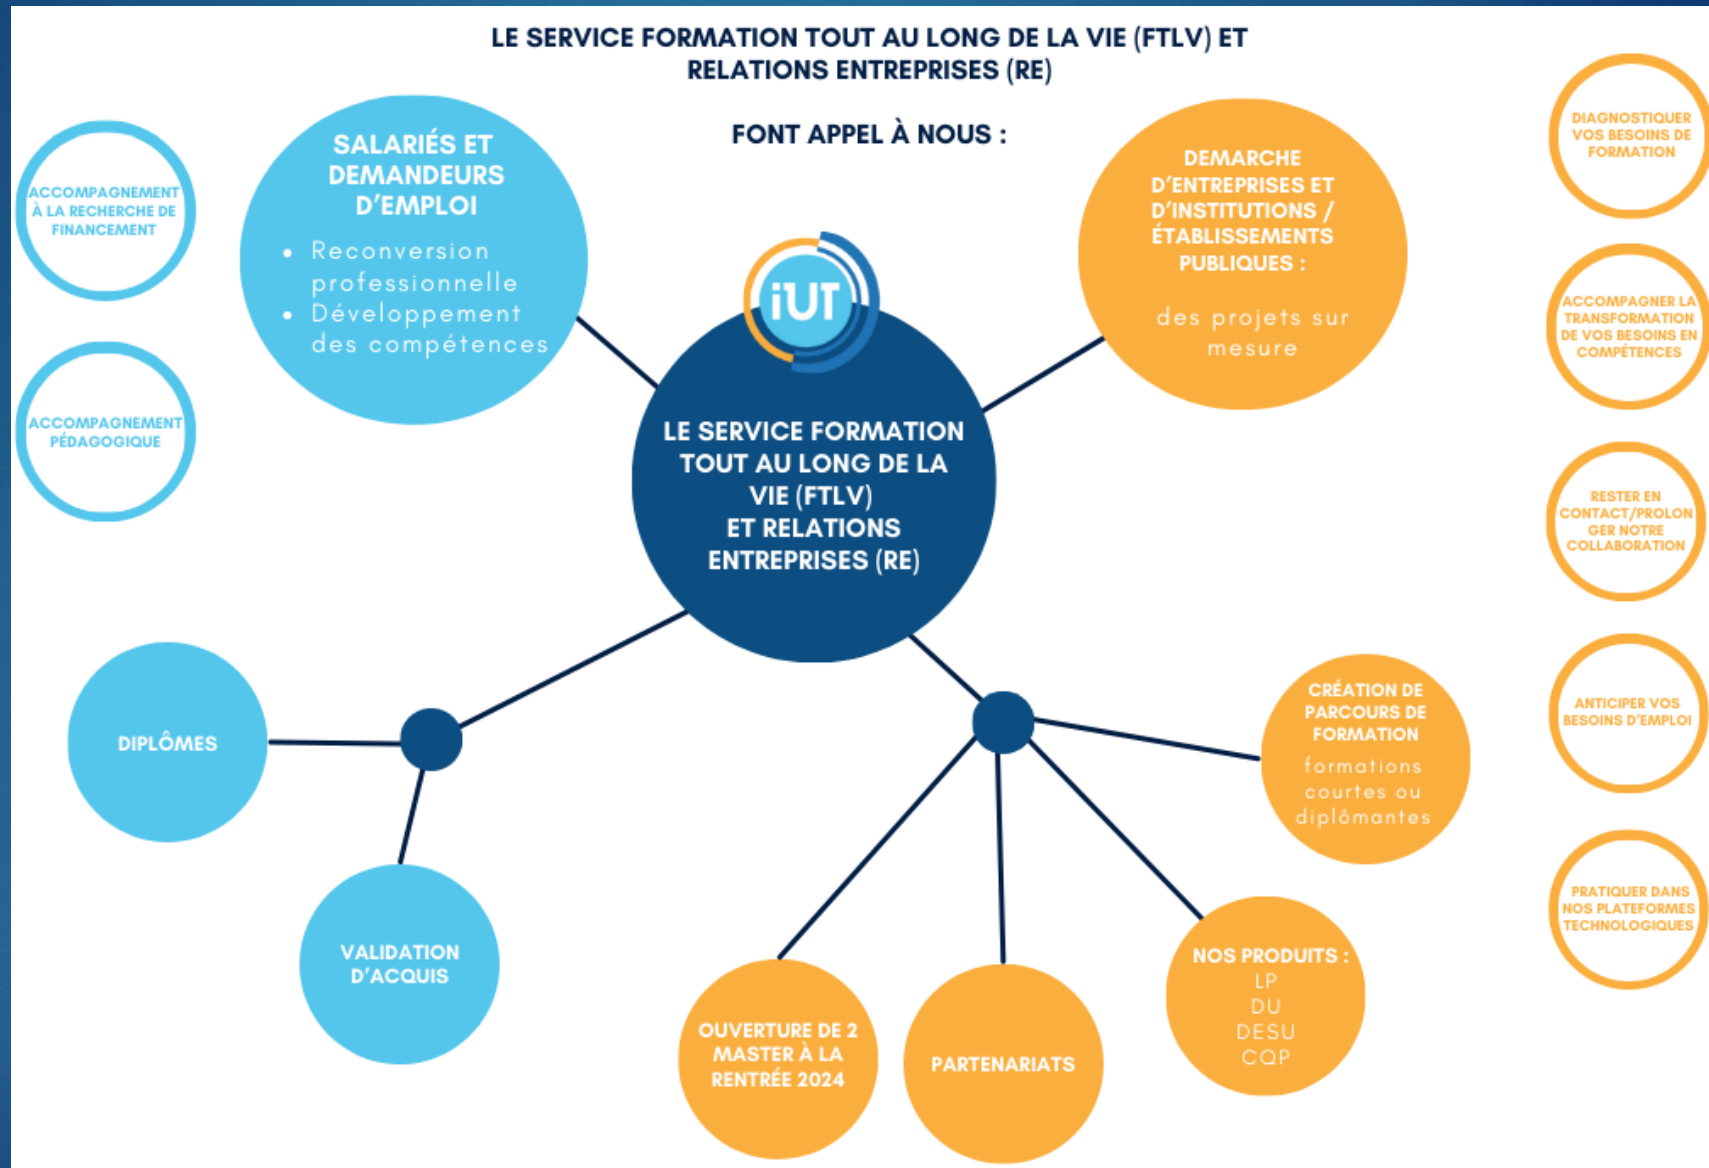 LE SERVICE FORMATION TOUT AU LONG DE LA VIE (FTLV) ET
RELATIONS ENTREPRISES (RE)
FONT APPEL À NOUS :
ACCOMPAGNEMENT
À LA RECHERCHE DE
FINANCEMENT
ACCOMPAGNEMENT
PÉDAGOGIQUE
SALARIÉS ET
DEMANDEURS
D'EMPLOI
• Reconversion
professionnelle
• Développement
des compétences
iUT
LE SERVICE FORMATION
TOUT AU LONG DE LA
VIE (FTLV)
ET RELATIONS
ENTREPRISES (RE)
DEMARCHE
D'ENTREPRISES ET
D'INSTITUTIONS /
ÉTABLISSEMENTS
PUBLIQUES :
des projets sur
mesure
DIAGNOSTIQUER
VOS BESOINS DE
FORMATION
ACCOMPAGNER LA
TRANSFORMATION
DE VOS BESOINS EN
COMPÉTENCES
RESTER EN
CONTACT/PROLON
GER NOTRE
COLLABORATION
ANTICIPER VOS
BESOINS D'EMPLOI
PRATIQUER DANS
NOS PLATEFORMES
TECHNOLOGIQUES
DIPLÔMES
VALIDATION
D'ACQUIS
OUVERTURE DE 2
MASTER À LA
RENTRÉE 2024
PARTENARIATS
NOS PRODUITS :
LP
DU
DESU
CQP
CRÉATION DE
PARCOURS DE
FORMATION
formations
courtes ou
diplômantes